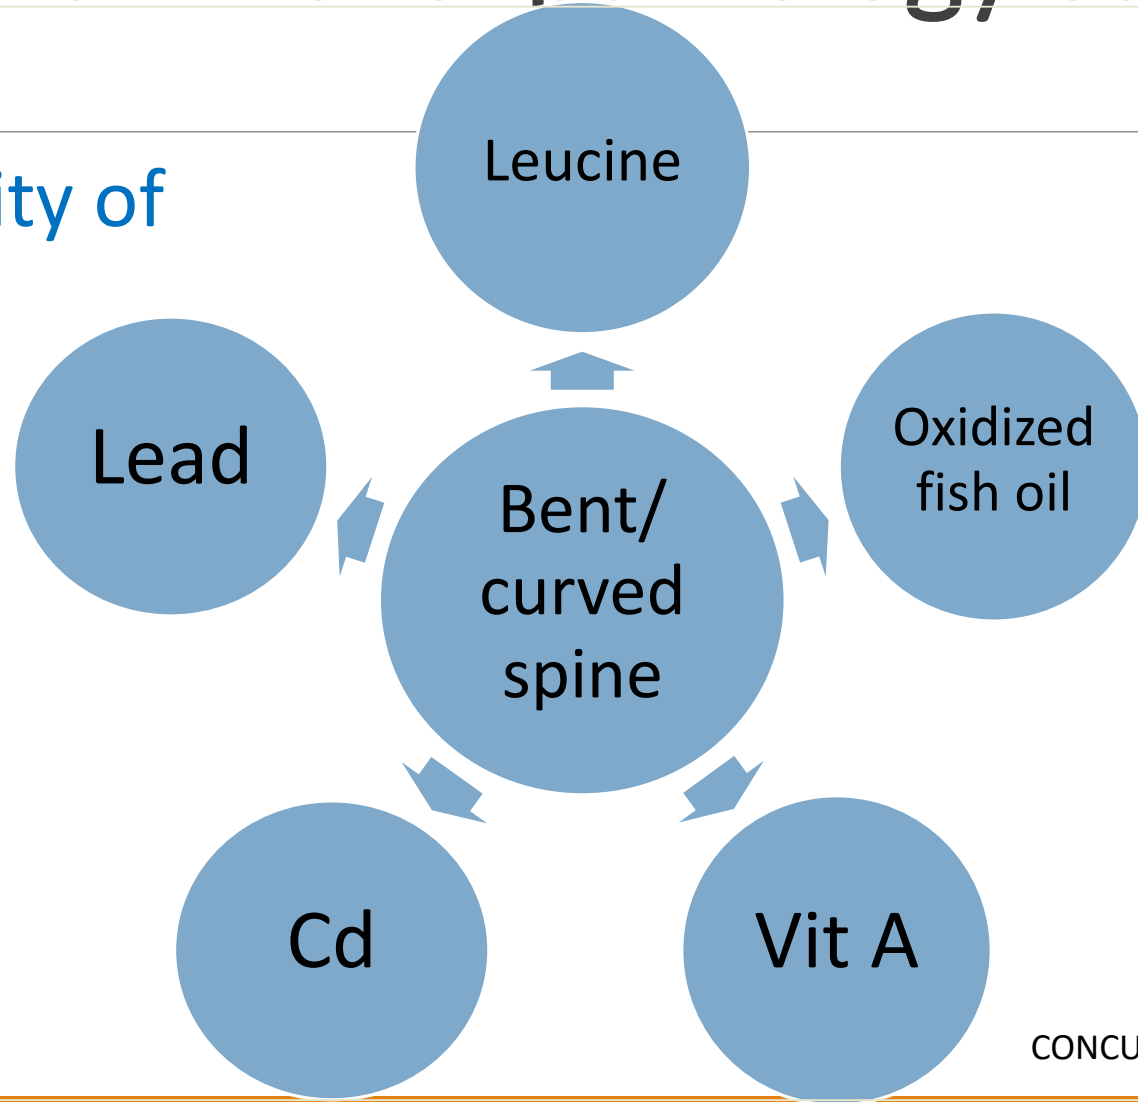 ity of
Leucine
Lead
Oxidized
fish oil
Bent/
curved
spine
Cd
Vit A
CONCU